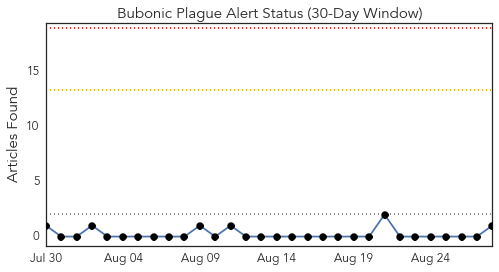 Bubonic Plague Alert Status (30-Day Window)
Articles Found
15
10
5
0
Jul 30 Aug 04 Aug 09 Aug 14 Aug 19 Aug 24